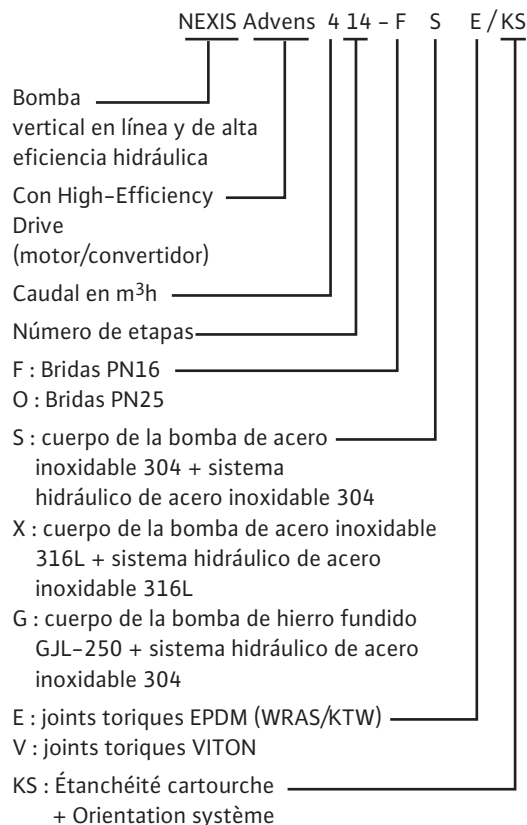 NEXIS Advens 4 14 - F S E / KS
Bomba
vertical en línea y de alta
eficiencia hidráulica
Con High-Efficiency
Drive
(motor/convertidor)
Caudal en m³h
Número de etapas
F : Bridas PN16
O : Bridas PN25
S : cuerpo de la bomba de acero
inoxidable 304 + sistema
hidráulico de acero inoxidable 304
X : cuerpo de la bomba de acero inoxidable
316L + sistema hidráulico de acero
inoxidable 316L
G : cuerpo de la bomba de hierro fundido
GJL-250 + sistema hidráulico de acero
inoxidable 304
E : joints toriques EPDM (WRAS/KTW)
V : joints toriques VITON
KS : Étanchéité cartourche
+ Orientation système